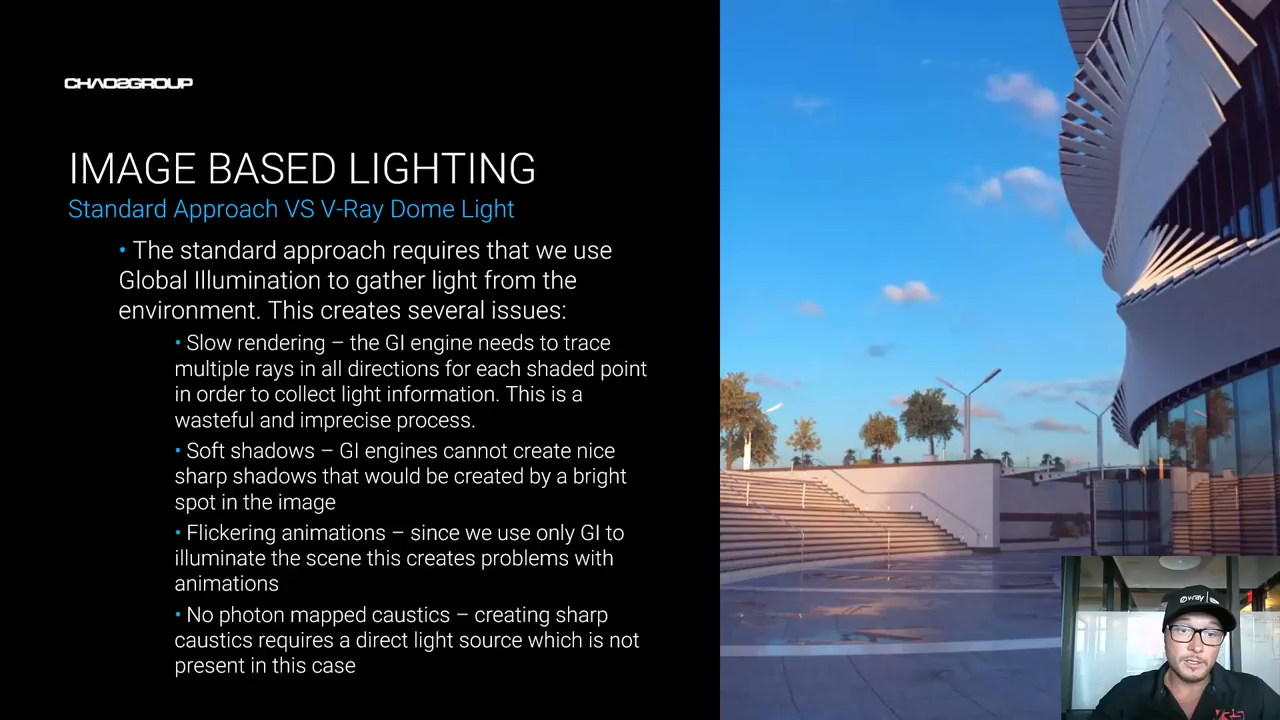 CHAOSGROUP
IMAGE BASED LIGHTING
Standard Approach VS V-Ray Dome Light
• The standard approach requires that we use
Global Illumination to gather light from the
environment. This creates several issues:
• Slow rendering – the GI engine needs to trace
multiple rays in all directions for each shaded point
in order to collect light information. This is a
wasteful and imprecise process.
• Soft shadows – GI engines cannot create nice
sharp shadows that would be created by a bright
spot in the image
• Flickering animations – since we use only GI to
illuminate the scene this creates problems with
animations
• No photon mapped caustics – creating sharp
caustics requires a direct light source which is not
present in this case
v·ray